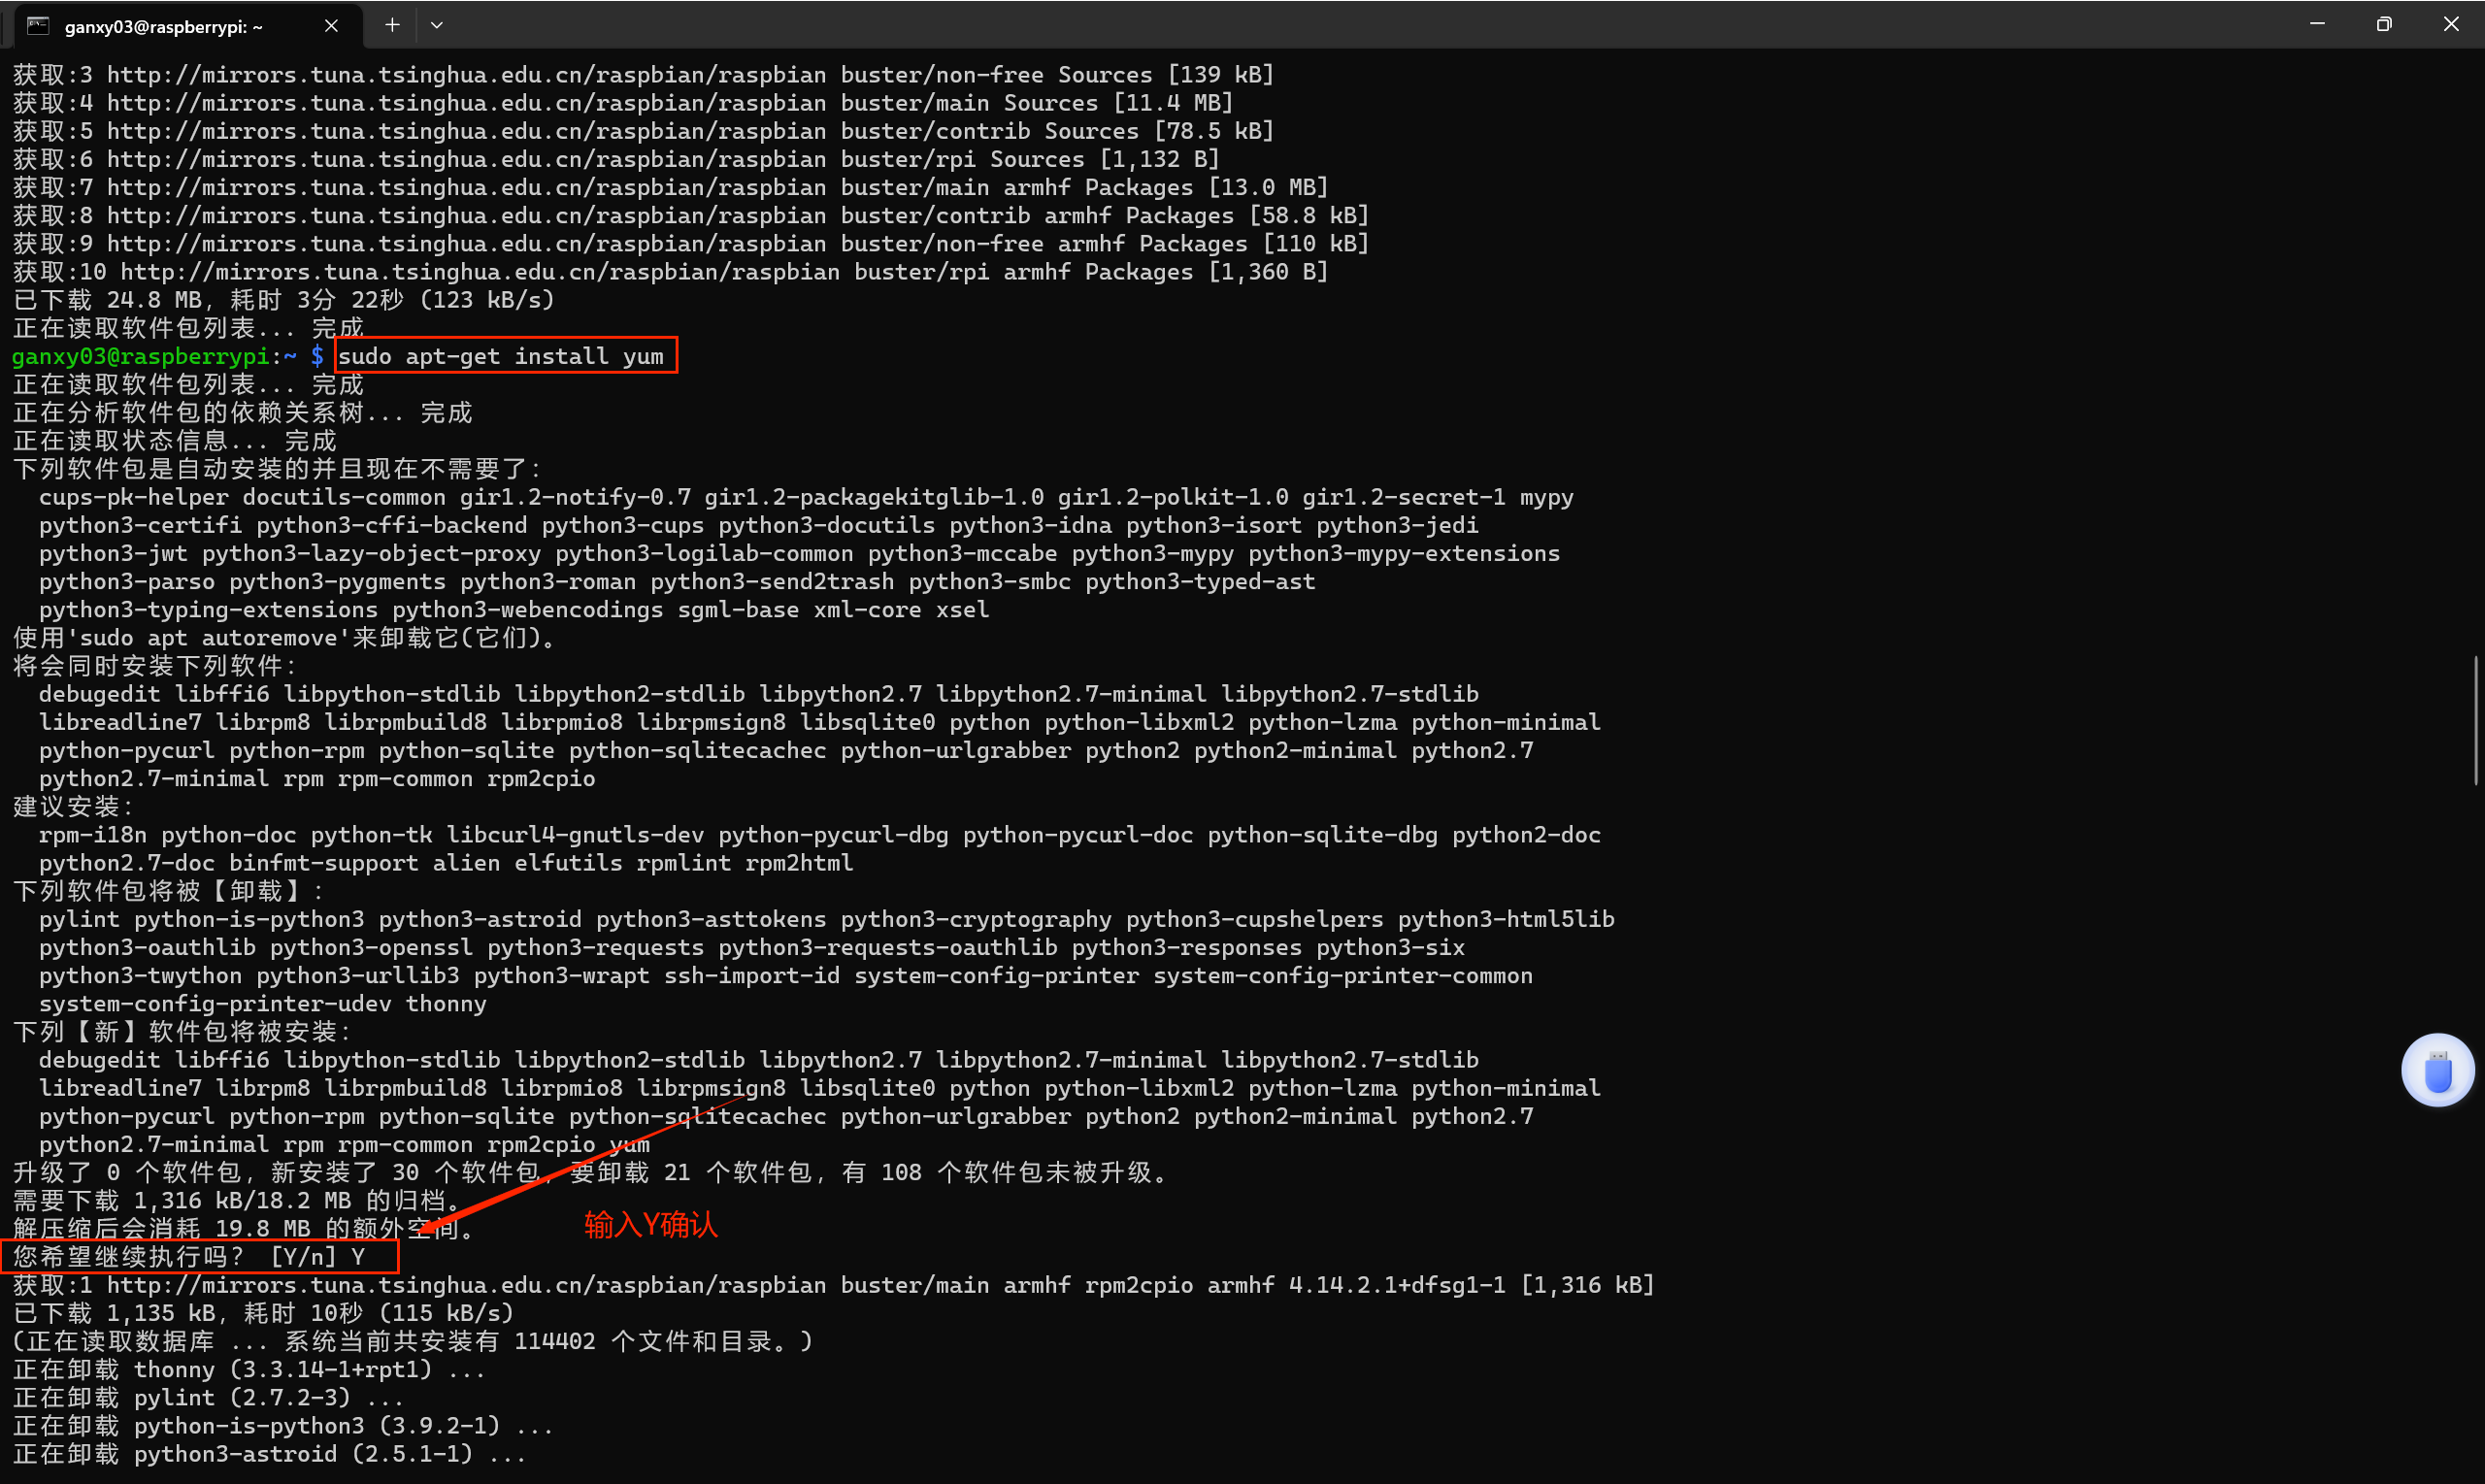 ganxy03@raspberrypi: ~
获取:3 http://mirrors.tuna.tsinghua.edu.cn/raspbian/raspbian buster/non-free Sources [139 kB]
获取:4 http://mirrors.tuna.tsinghua.edu.cn/raspbian/raspbian buster/main Sources [11.4 MB]
获取:5 http://mirrors.tuna.tsinghua.edu.cn/raspbian/raspbian buster/contrib Sources [78.5 kB]
获取:6 http://mirrors.tuna.tsinghua.edu.cn/raspbian/raspbian buster/rpi Sources [1,132 B]
获取:7 http://mirrors.tuna.tsinghua.edu.cn/raspbian/raspbian buster/main armhf Packages [13.0 MB]
获取:8 http://mirrors.tuna.tsinghua.edu.cn/raspbian/raspbian buster/contrib armhf Packages [58.8 kB]
获取:9 http://mirrors.tuna.tsinghua.edu.cn/raspbian/raspbian buster/non-free armhf Packages [110 kB]
获取:10 http://mirrors.tuna.tsinghua.edu.cn/raspbian/raspbian buster/rpi armhf Packages [1,360 B]
已下载 24.8 MB，耗时 3分 22秒 (123 kB/s)
正在读取软件包列表... 完成
ganxy03@raspberrypi:~ $ sudo apt-get install yum
正在读取软件包列表... 完成
正在分析软件包的依赖关系树... 完成
正在读取状态信息... 完成
下列软件包是自动安装的并且现在不需要了：
cups-pk-helper docutils-common gir1.2-notify-0.7 gir1.2-packagekitglib-1.0 gir1.2-polkit-1.0 gir1.2-secret-1 mypy
python3-certifi python3-cffi-backend python3-cups python3-docutils python3-idna python3-isort python3-jedi
python3-jwt python3-lazy-object-proxy python3-logilab-common python3-mccabe python3-mypy python3-mypy-extensions
python3-parso python3-pygments python3-roman python3-send2trash python3-smbc python3-typed-ast
python3-typing-extensions python3-webencodings sgml-base xml-core xsel
使用'sudo apt autoremove'来卸载它(它们)。
将会同时安装下列软件：
debugedit libffi6 libpython-stdlib libpython2-stdlib libpython2.7 libpython2.7-minimal libpython2.7-stdlib
libreadline7 librpm8 librpmbuild8 librpmio8 librpmsign8 libsqlite0 python python-libxml2 python-lzma python-minimal
python-pycurl python-rpm python-sqlite python-sqlitecachec python-urlgrabber python2 python2-minimal python2.7
python2.7-minimal rpm rpm-common rpm2cpio
建议安装：
rpm-i18n python-doc python-tk libcurl4-gnutls-dev python-pycurl-dbg python-pycurl-doc python-sqlite-dbg python2-doc
python2.7-doc binfmt-support alien elfutils rpmlint rpm2html
下列软件包将被【卸载】：
pylint python-is-python3 python3-astroid python3-asttokens python3-cryptography python3-cupshelpers python3-html5lib
python3-oauthlib python3-openssl python3-requests python3-requests-oauthlib python3-responses python3-six
python3-twython python3-urllib3 python3-wrapt ssh-import-id system-config-printer system-config-printer-common
system-config-printer-udev thonny
下列【新】软件包将被安装：
debugedit libffi6 libpython-stdlib libpython2-stdlib libpython2.7 libpython2.7-minimal libpython2.7-stdlib
libreadline7 librpm8 librpmbuild8 librpmio8 librpmsign8 libsqlite0 python python-libxml2 python-lzma python-minimal
python-pycurl python-rpm python-sqlite python-sqlitecachec python-urlgrabber python2 python2-minimal python2.7
python2.7-minimal rpm rpm-common rpm2cpio yum
升级了 0 个软件包，新安装了 30 个软件包，要卸载 21 个软件包，有 108 个软件包未被升级。
需要下载 1,316 kB/18.2 MB 的归档。
解压缩后会消耗 19.8 MB 的额外空间。
输入Y确认
您希望继续执行吗？ [Y/n] Y
获取:1 http://mirrors.tuna.tsinghua.edu.cn/raspbian/raspbian buster/main armhf rpm2cpio armhf 4.14.2.1+dfsg1-1 [1,316 kB]
已下载 1,135 kB，耗时 10秒 (115 kB/s)
(正在读取数据库 ... 系统当前共安装有 114402 个文件和目录。)
正在卸载 thonny (3.3.14-1+rpt1) ...
正在卸载 pylint (2.7.2-3) ...
正在卸载 python-is-python3 (3.9.2-1) ...
正在卸载 python3-astroid (2.5.1-1) ...